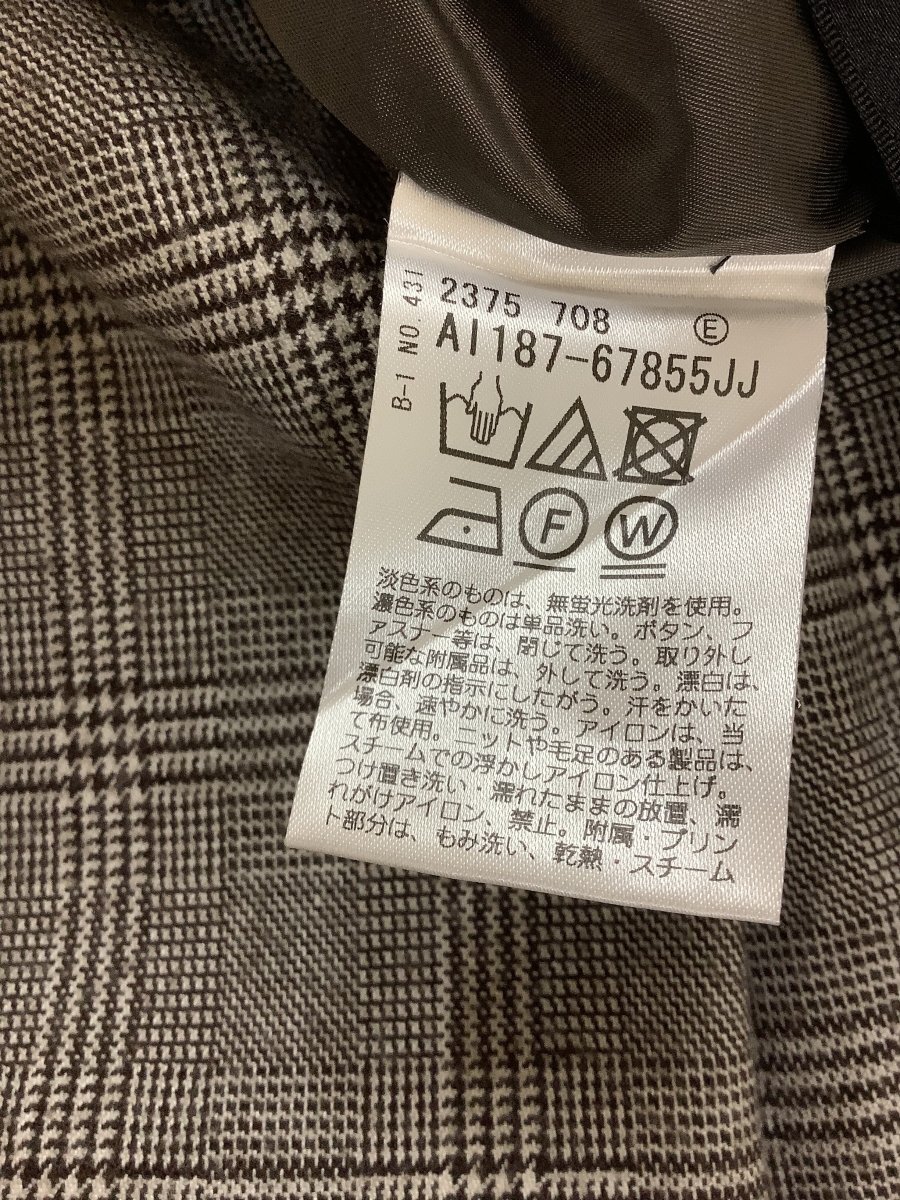 B-1 NO.431
2375 708
Ⓔ
AI187-67855JJ
F
W
淡色系のものは、無蛍光洗剤を使用。
濃色系のものは単品洗い。ボタン、フ
ァスナー等は、閉じて洗う。取り外し
可能な附属品は、外して洗う。漂白は、
漂白剤の指示にしたがう。汗をかいた
場合、速やかに洗う。アイロンは、当
て布使用。ニットや毛足のある製品は、
スチームでの浮かしアイロン仕上げ。
つけ置き洗い・濡れたままの放置、濡
れがけアイロン、禁止。附属・プリン
ト部分は、もみ洗い、乾熱・スチーム